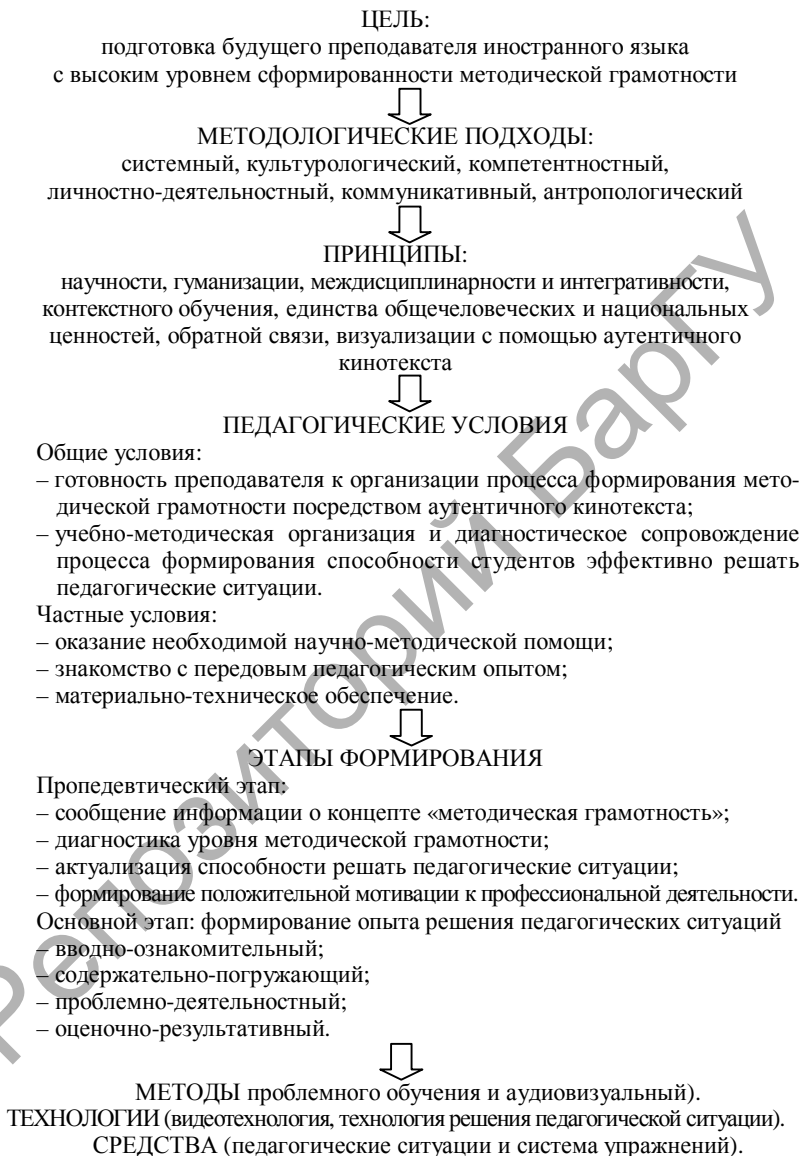 ЦЕЛЬ:
подготовка будущего преподавателя иностранного языка
с высоким уровнем сформированности методической грамотности
МЕТОДОЛОГИЧЕСКИЕ ПОДХОДЫ:
системный, культурологический, компетентностный,
личностно-деятельностный, коммуникативный, антропологический
ПРИНЦИПЫ:
научности, гуманизации, междисциплинарности и интегративности,
контекстного обучения, единства общечеловеческих и национальных
ценностей, обратной связи, визуализации с помощью аутентичного
кинотекста
ПЕДАГОГИЧЕСКИЕ УСЛОВИЯ
Общие условия:
– готовность преподавателя к организации процесса формирования мето-
дической грамотности посредством аутентичного кинотекста;
– учебно-методическая организация и диагностическое сопровождение
процесса формирования способности студентов эффективно решать
педагогические ситуации.
Частные условия:
– оказание необходимой научно-методической помощи;
– знакомство с передовым педагогическим опытом;
– материально-техническое обеспечение.
ЭТАПЫ ФОРМИРОВАНИЯ
Пропедевтический этап:
– сообщение информации о концепте «методическая грамотность»;
– диагностика уровня методической грамотности;
– актуализация способности решать педагогические ситуации;
– формирование положительной мотивации к профессиональной деятельности.
Основной этап: формирование опыта решения педагогических ситуаций
– вводно-ознакомительный;
– содержательно-погружающий;
– проблемно-деятельностный;
– оценочно-результативный.
МЕТОДЫ проблемного обучения и аудиовизуальный).
ТЕХНОЛОГИИ (видеотехнология, технология решения педагогической ситуации).
СРЕДСТВА (педагогические ситуации и система упражнений).
Репозиторий БарГУ